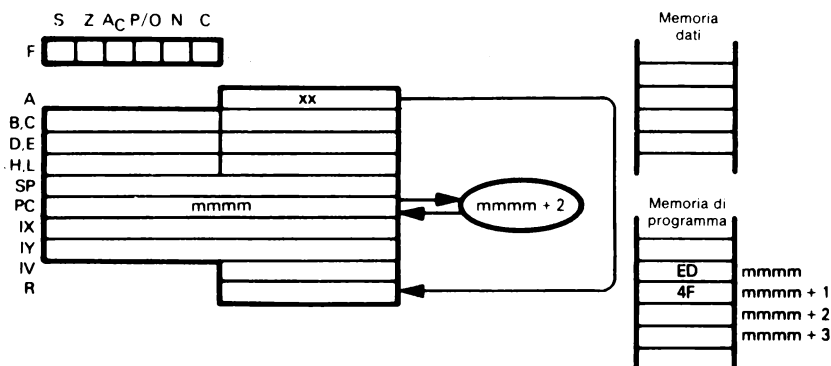 S Z AC P/O N C
F
A xx
B,C
D,E
H,L
SP
PC mmmm mmmm + 2
IX
IY
IV
R
Memoria
dati
Memoria di
programma
ED mmmm
4F mmmm + 1
mmmm + 2
mmmm + 3